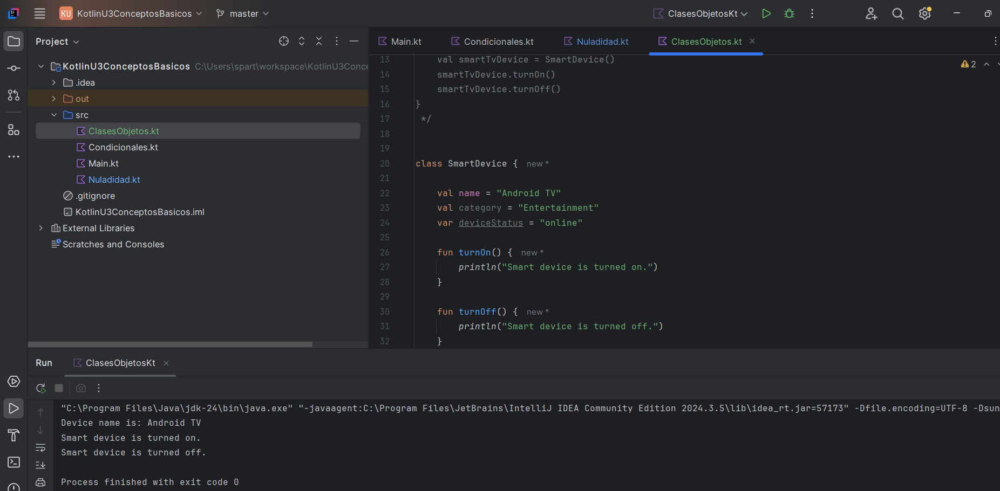 KU KotlinU3ConceptosBasicos master ClasesObjetosKt
Project
KotlinU3ConceptosBasicos C:\Users\spart\workspace\KotlinU3Conce
.idea
out
src
ClasesObjetos.kt
Condicionales.kt
Main.kt
Nuladidad.kt
.gitignore
KotlinU3ConceptosBasicos.iml
External Libraries
Scratches and Consoles
Main.kt Condicionales.kt Nuladidad.kt ClasesObjetos.kt
2
13 val smartTvDevice = SmartDevice()
14 smartTvDevice.turnOn()
15 smartTvDevice.turnOff()
16 }
17 */
18
19
20 class SmartDevice { new *
21
22 val name = "Android TV"
23 val category = "Entertainment"
24 var deviceStatus = "online"
25
26 fun turnOn() { new *
27 println("Smart device is turned on.")
28 }
29
30 fun turnOff() { new *
31 println("Smart device is turned off.")
32 }
Run ClasesObjetosKt
"C:\Program Files\Java\jdk-24\bin\java.exe" "-javaagent:C:\Program Files\JetBrains\IntelliJ IDEA Community Edition 2024.3.5\lib\idea_rt.jar=57173" -Dfile.encoding=UTF-8 -Dsun
Device name is: Android TV
Smart device is turned on.
Smart device is turned off.
Process finished with exit code 0